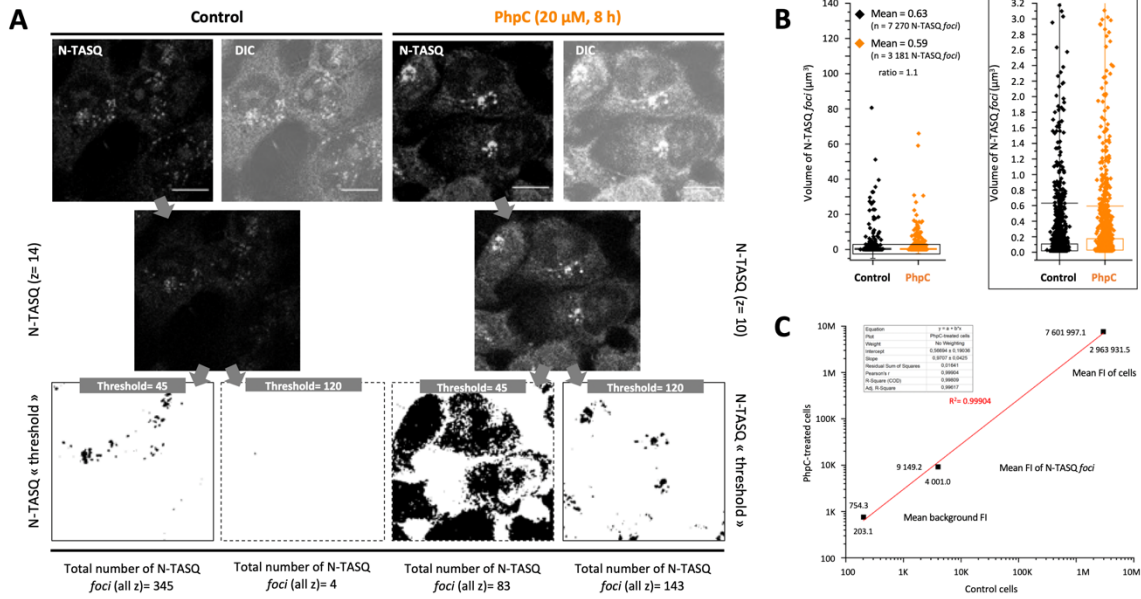 A
Control
PhpC (20 µM, 8 h)
N-TASQ
DIC
N-TASQ
DIC
N-TASQ (z= 14)
N-TASQ (z= 10)
Threshold= 45
Threshold= 120
Threshold= 45
Threshold= 120
N-TASQ « threshold »
N-TASQ « threshold »
Total number of N-TASQ
foci (all z)= 345
Total number of N-TASQ
foci (all z)= 4
Total number of N-TASQ
foci (all z)= 83
Total number of N-TASQ
foci (all z)= 143
B
Volume of N-TASQ foci (µm³)
140
120
100
80
60
40
20
0
Mean = 0.63
(n = 7 270 N-TASQ foci)
Mean = 0.59
(n = 3 181 N-TASQ foci)
ratio = 1.1
Control
PhpC
Volume of N-TASQ foci (µm³)
3.2
3.0
2.8
2.6
2.4
2.2
2.0
1.8
1.6
1.4
1.2
1.0
0.8
0.6
0.4
0.2
0.0
Control
PhpC
C
PhpC-treated cells
10M
1M
100K
10K
1K
100
Equation y = a + b*x
Plot PhpC-treated cells
Weight No Weighting
Intercept
Slope
Residual Sum of Squares
Pearson's r
R-Square (COD)
Adj. R-Square
R²= 0.99904
7 601 997.1
2 963 931.5
Mean FI of cells
9 149.2
4 001.0
Mean FI of N-TASQ foci
754.3
203.1
Mean background FI
100
1K
10K
100K
1M
10M
Control cells